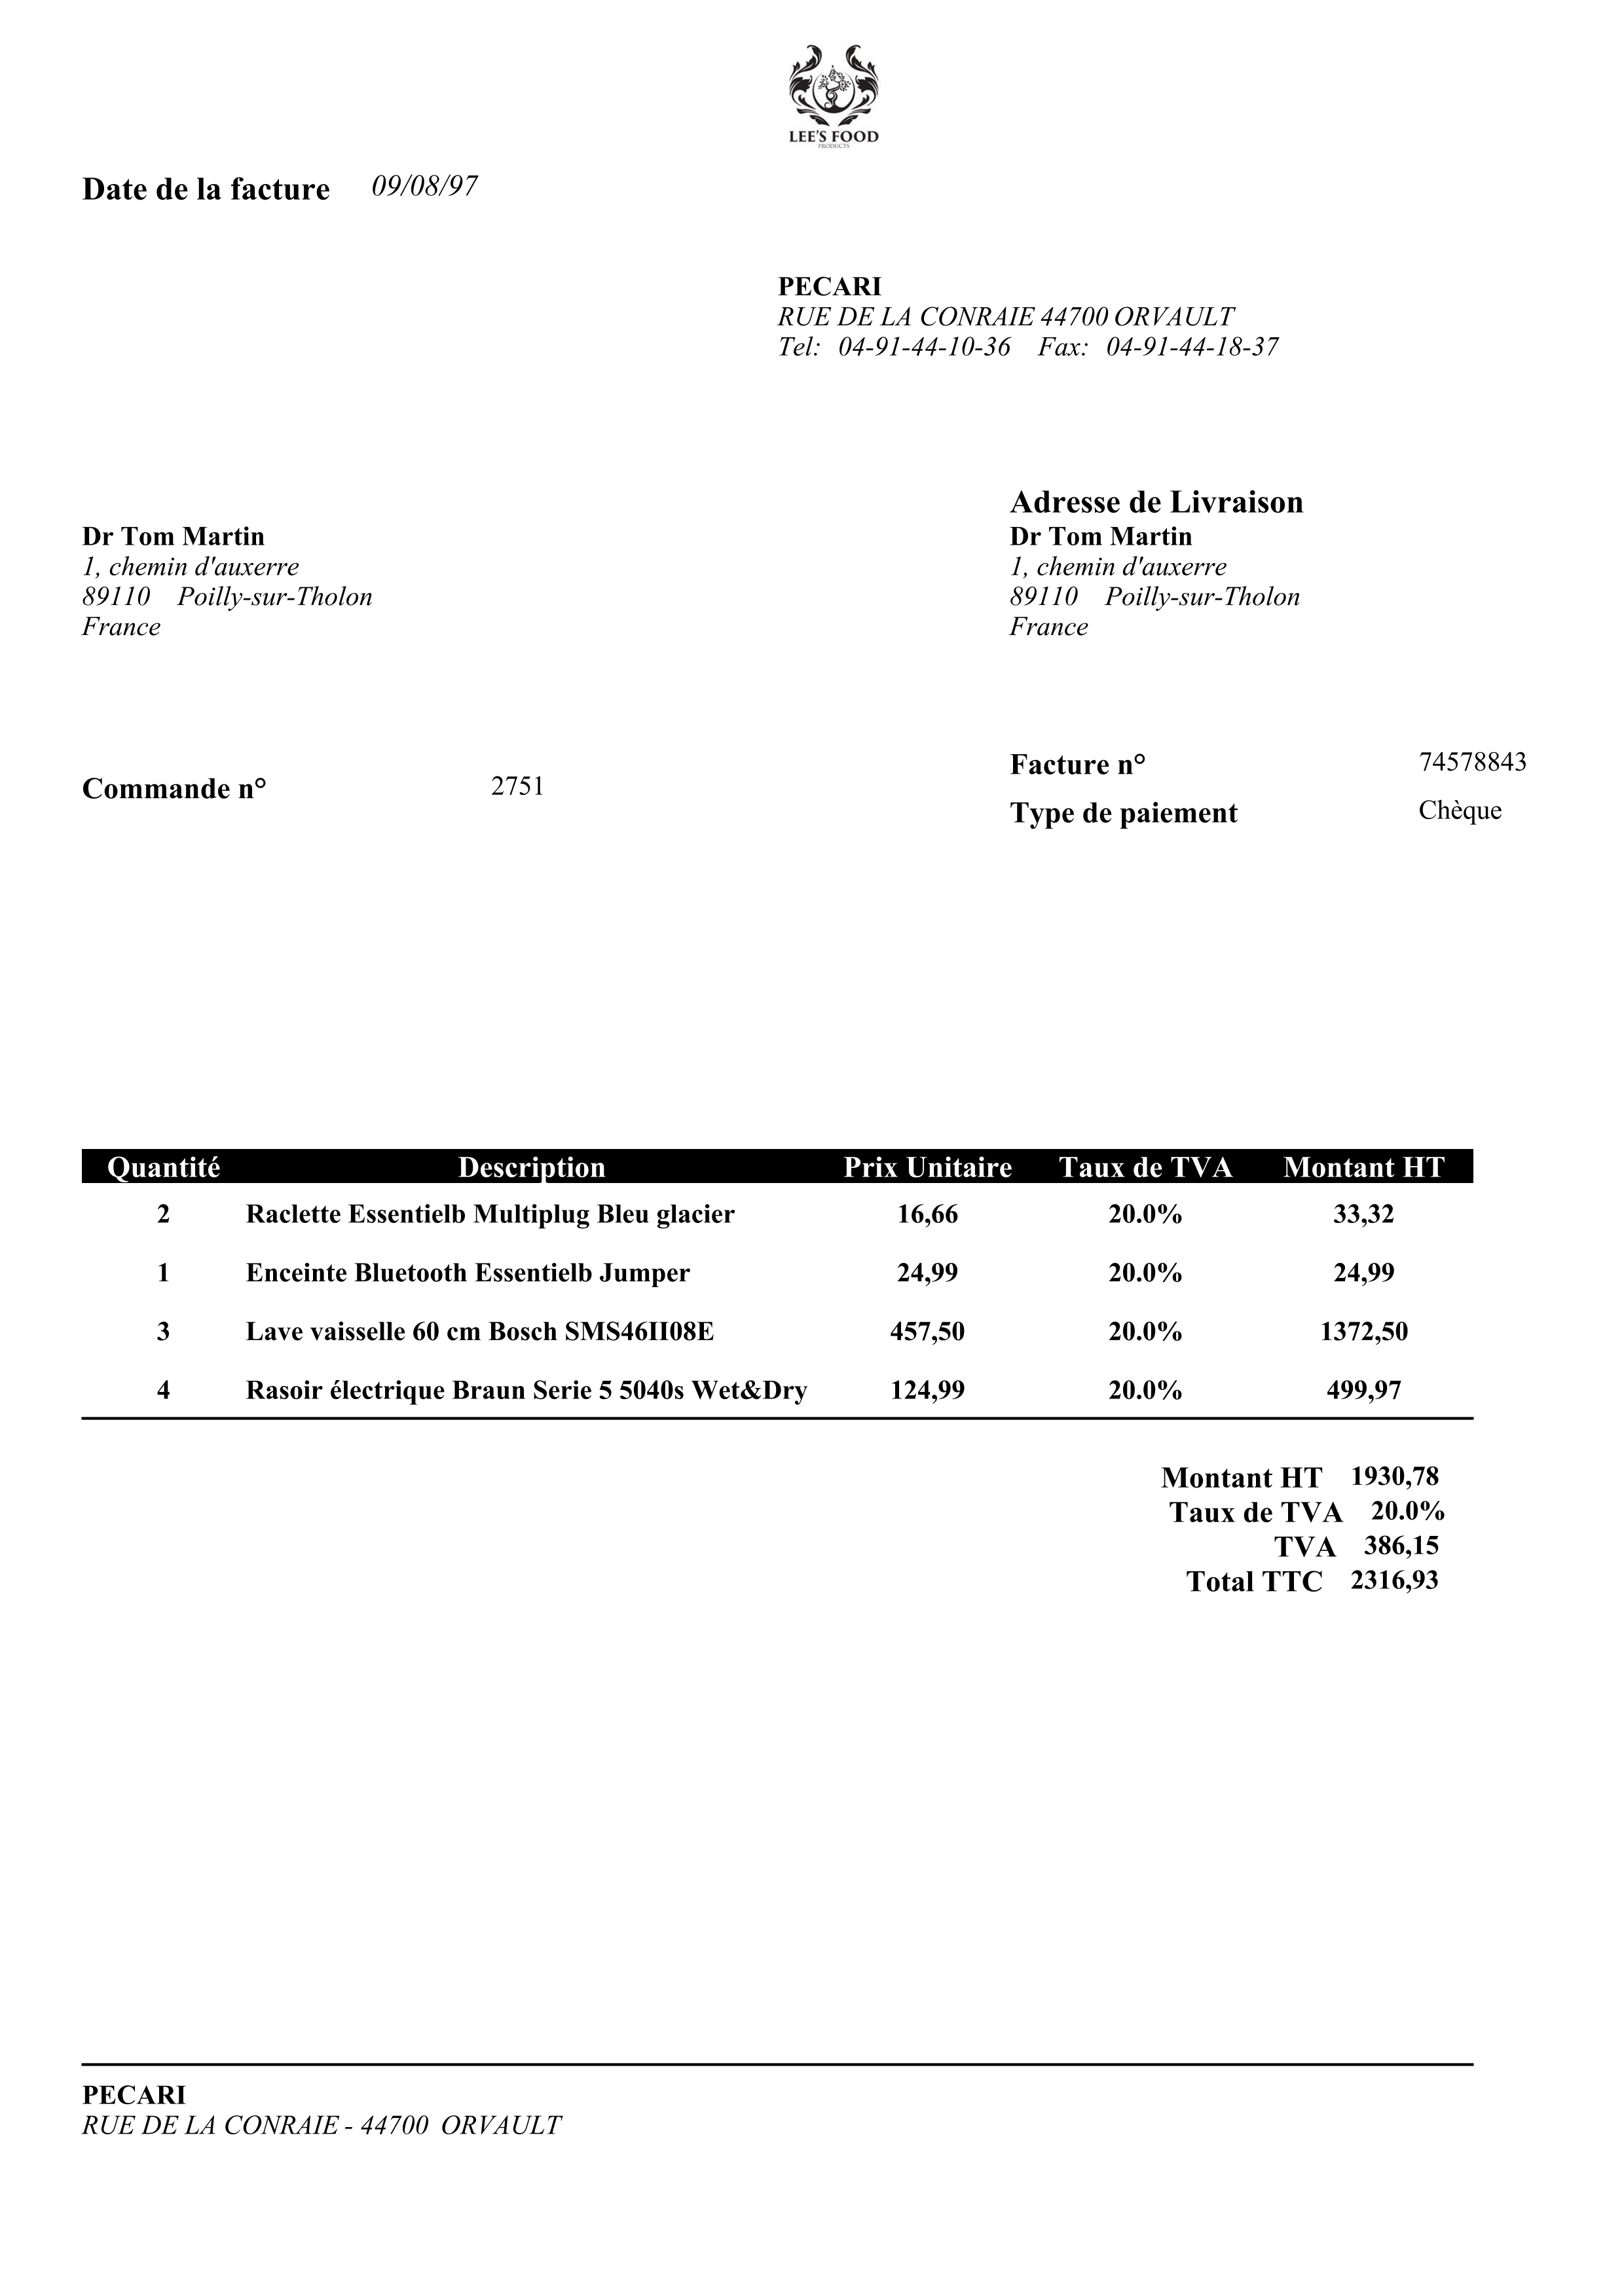 LEE'S FOOD
PRODUCTS
Date de la facture 09/08/97
PECARI
RUE DE LA CONRAIE 44700 ORVAULT
Tel: 04-91-44-10-36 Fax: 04-91-44-18-37
Adresse de Livraison
Dr Tom Martin Dr Tom Martin
1, chemin d'auxerre 1, chemin d'auxerre
89110 Poilly-sur-Tholon 89110 Poilly-sur-Tholon
France France
Facture n° 74578843
Commande n° 2751
Type de paiement Chèque
Quantité Description Prix Unitaire Taux de TVA Montant HT
2 Raclette Essentielb Multiplug Bleu glacier 16,66 20.0% 33,32
1 Enceinte Bluetooth Essentielb Jumper 24,99 20.0% 24,99
3 Lave vaisselle 60 cm Bosch SMS46II08E 457,50 20.0% 1372,50
4 Rasoir électrique Braun Serie 5 5040s Wet&Dry 124,99 20.0% 499,97
Montant HT 1930,78
Taux de TVA 20.0%
TVA 386,15
Total TTC 2316,93
PECARI
RUE DE LA CONRAIE - 44700 ORVAULT